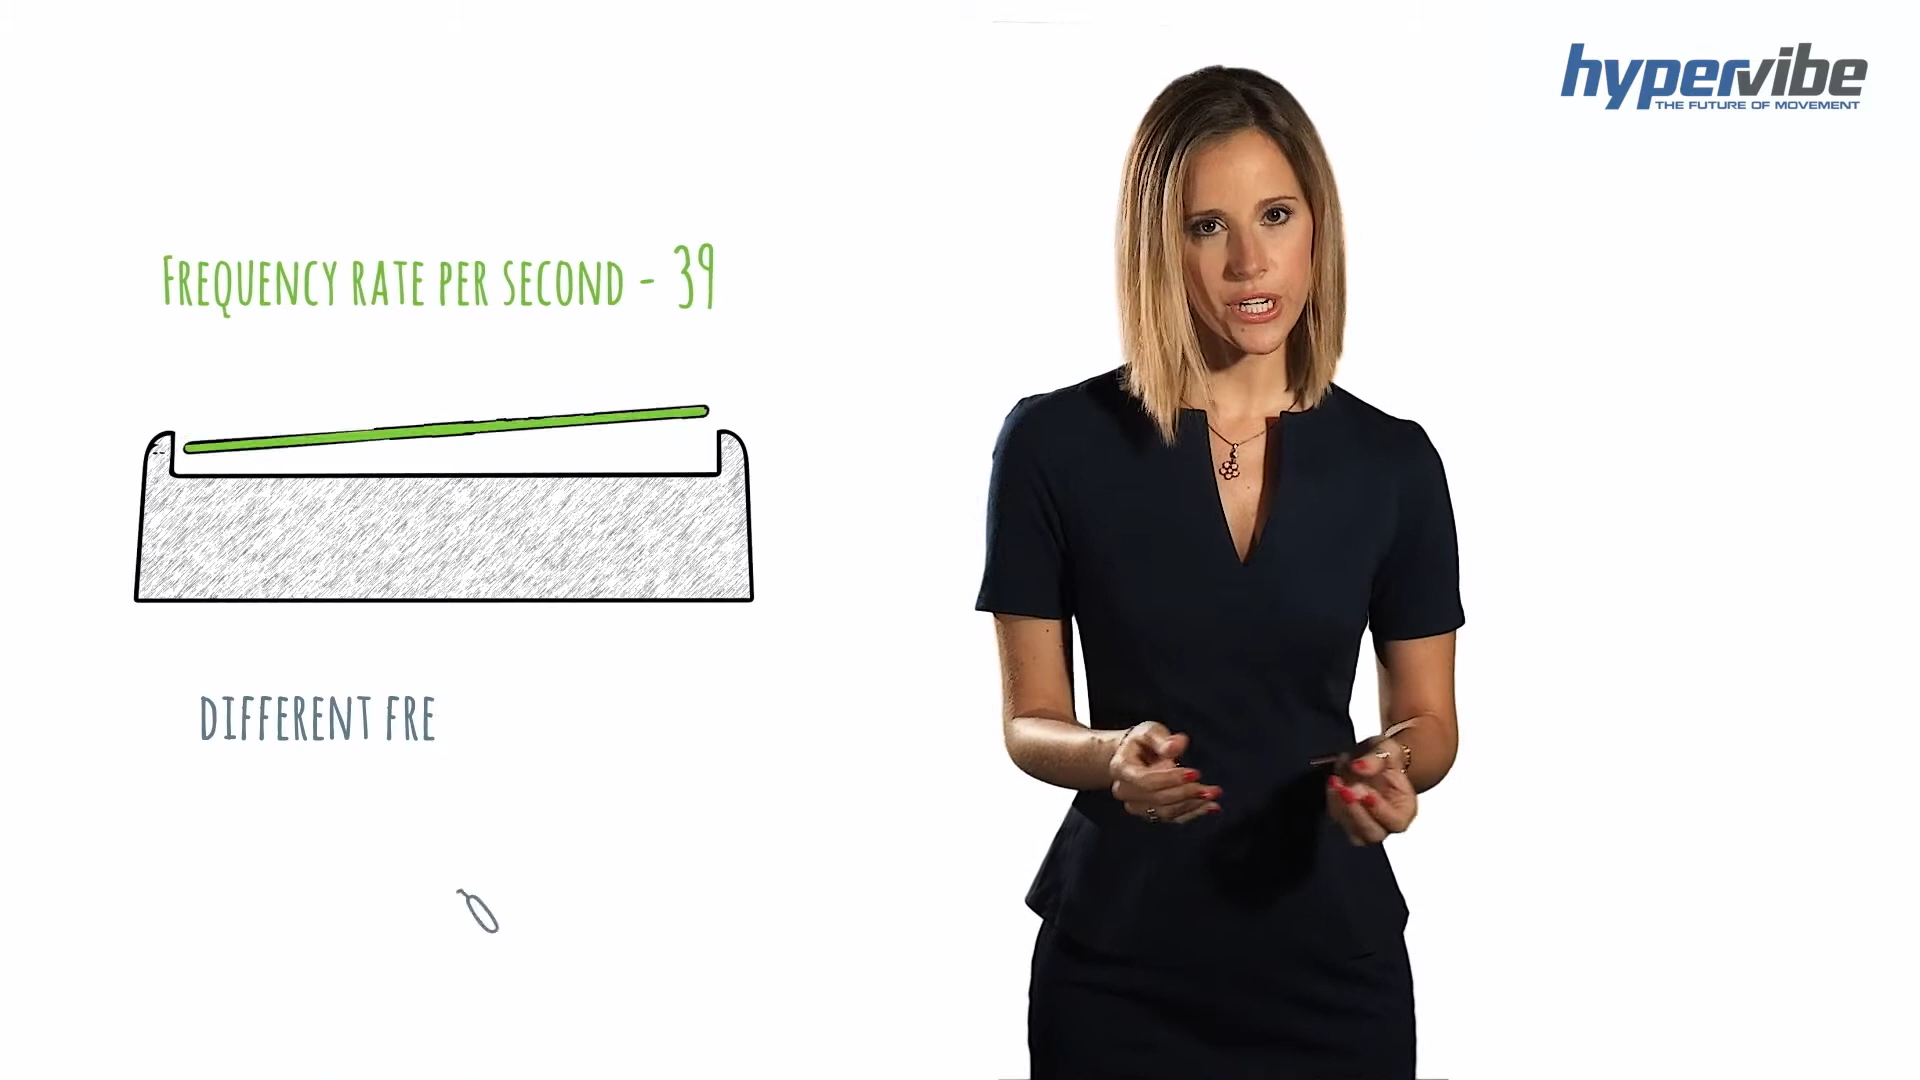 hypervibe
THE FUTURE OF MOVEMENT
FREQUENCY RATE PER SECOND - 39
DIFFERENT FRE